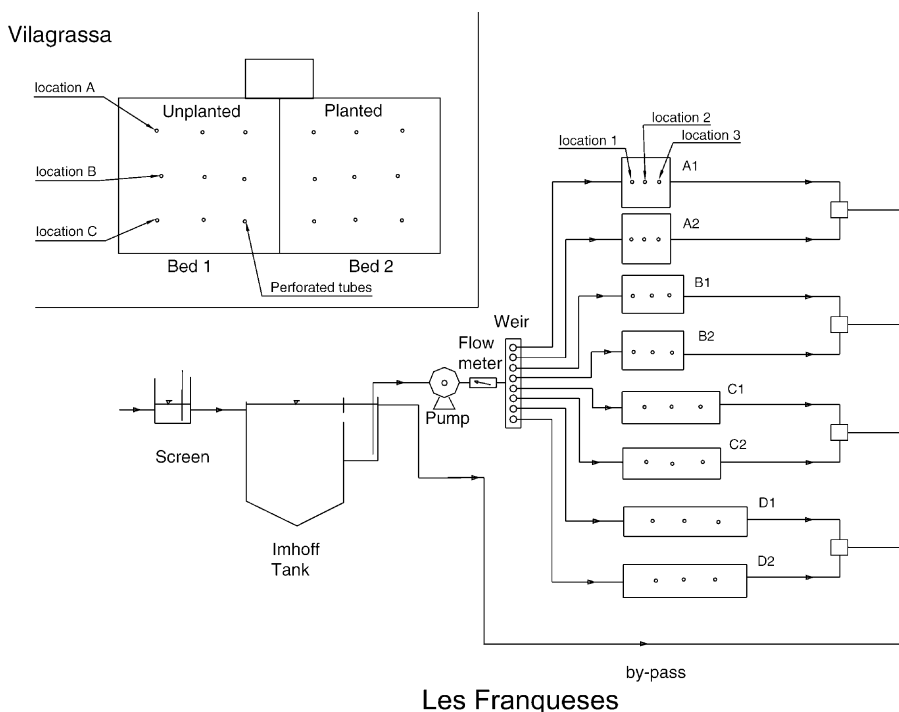 Vilagrassa
location A
location B
location C
Unplanted
Planted
Bed 1
Bed 2
Perforated tubes
location 1
location 2
location 3
A1
A2
B1
B2
C1
C2
D1
D2
Weir
Flow
meter
Pump
Screen
Imhoff
Tank
by-pass
Les Franqueses